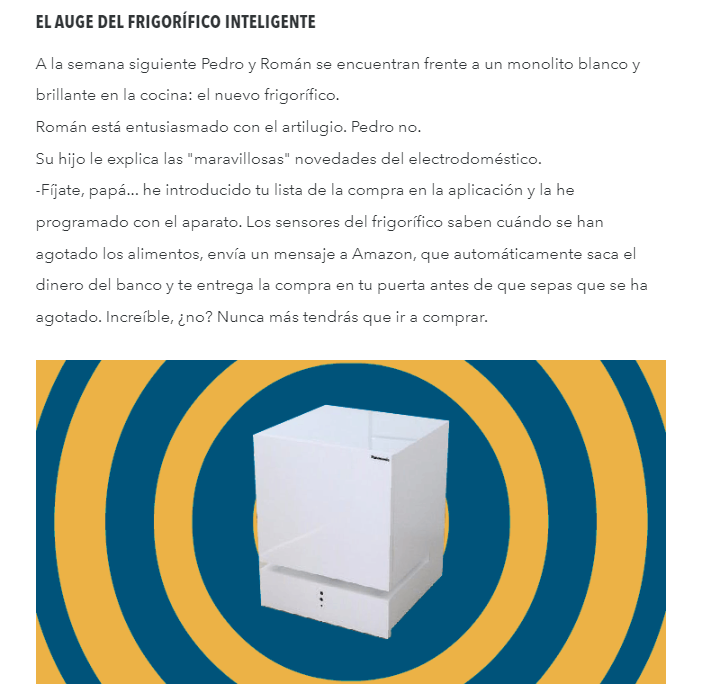 EL AUGE DEL FRIGORÍFICO INTELIGENTE
A la semana siguiente Pedro y Román se encuentran frente a un monolito blanco y
brillante en la cocina: el nuevo frigorífico.
Román está entusiasmado con el artilugio. Pedro no.
Su hijo le explica las "maravillosas" novedades del electrodoméstico.
-Fíjate, papá... he introducido tu lista de la compra en la aplicación y la he
programado con el aparato. Los sensores del frigorífico saben cuándo se han
agotado los alimentos, envía un mensaje a Amazon, que automáticamente saca el
dinero del banco y te entrega la compra en tu puerta antes de que sepas que se ha
agotado. Increíble, ¿no? Nunca más tendrás que ir a comprar.
Panasonic